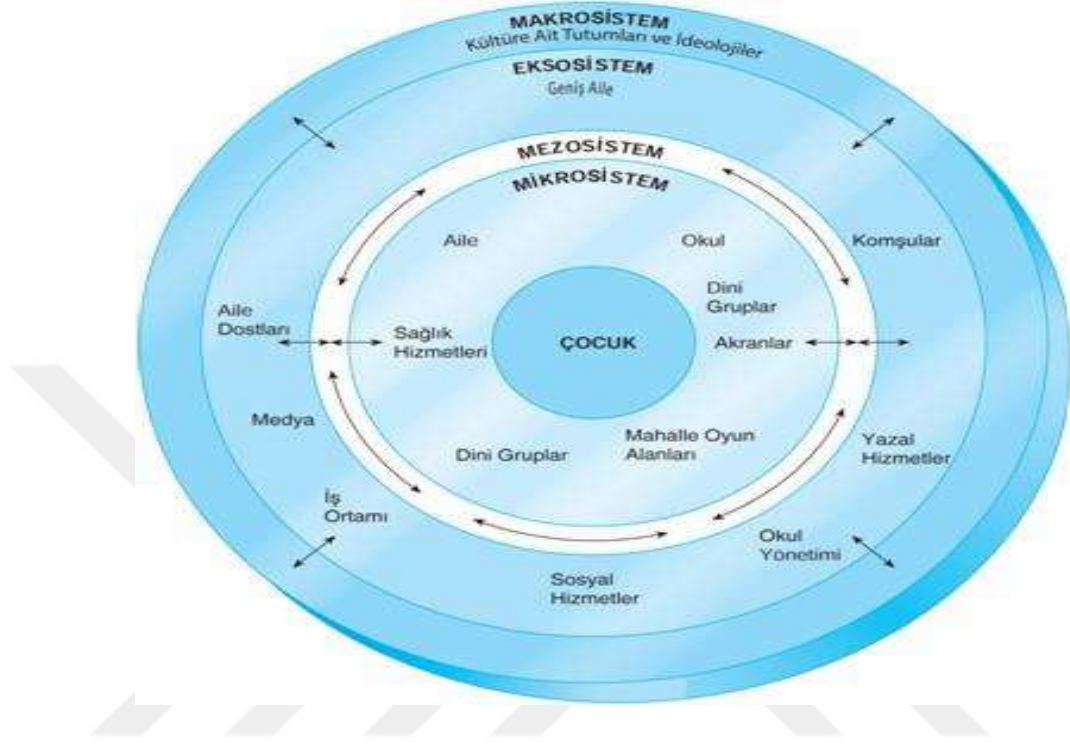 MAKROSİSTEM
Kültüre Ait Tutumları ve İdeolojiler
EKSOSİSTEM
Geniş Aile
MEZOSİSTEM
MİKROSİSTEM
Aile
Okul
Komşular
Dini
Gruplar
Aile
Dostları
Sağlık
Hizmetleri
ÇOCUK
Akranlar
Medya
Dini Gruplar
Mahalle Oyun
Alanları
Yazal
Hizmetler
İş
Ortamı
Okul
Yönetimi
Sosyal
Hizmetler